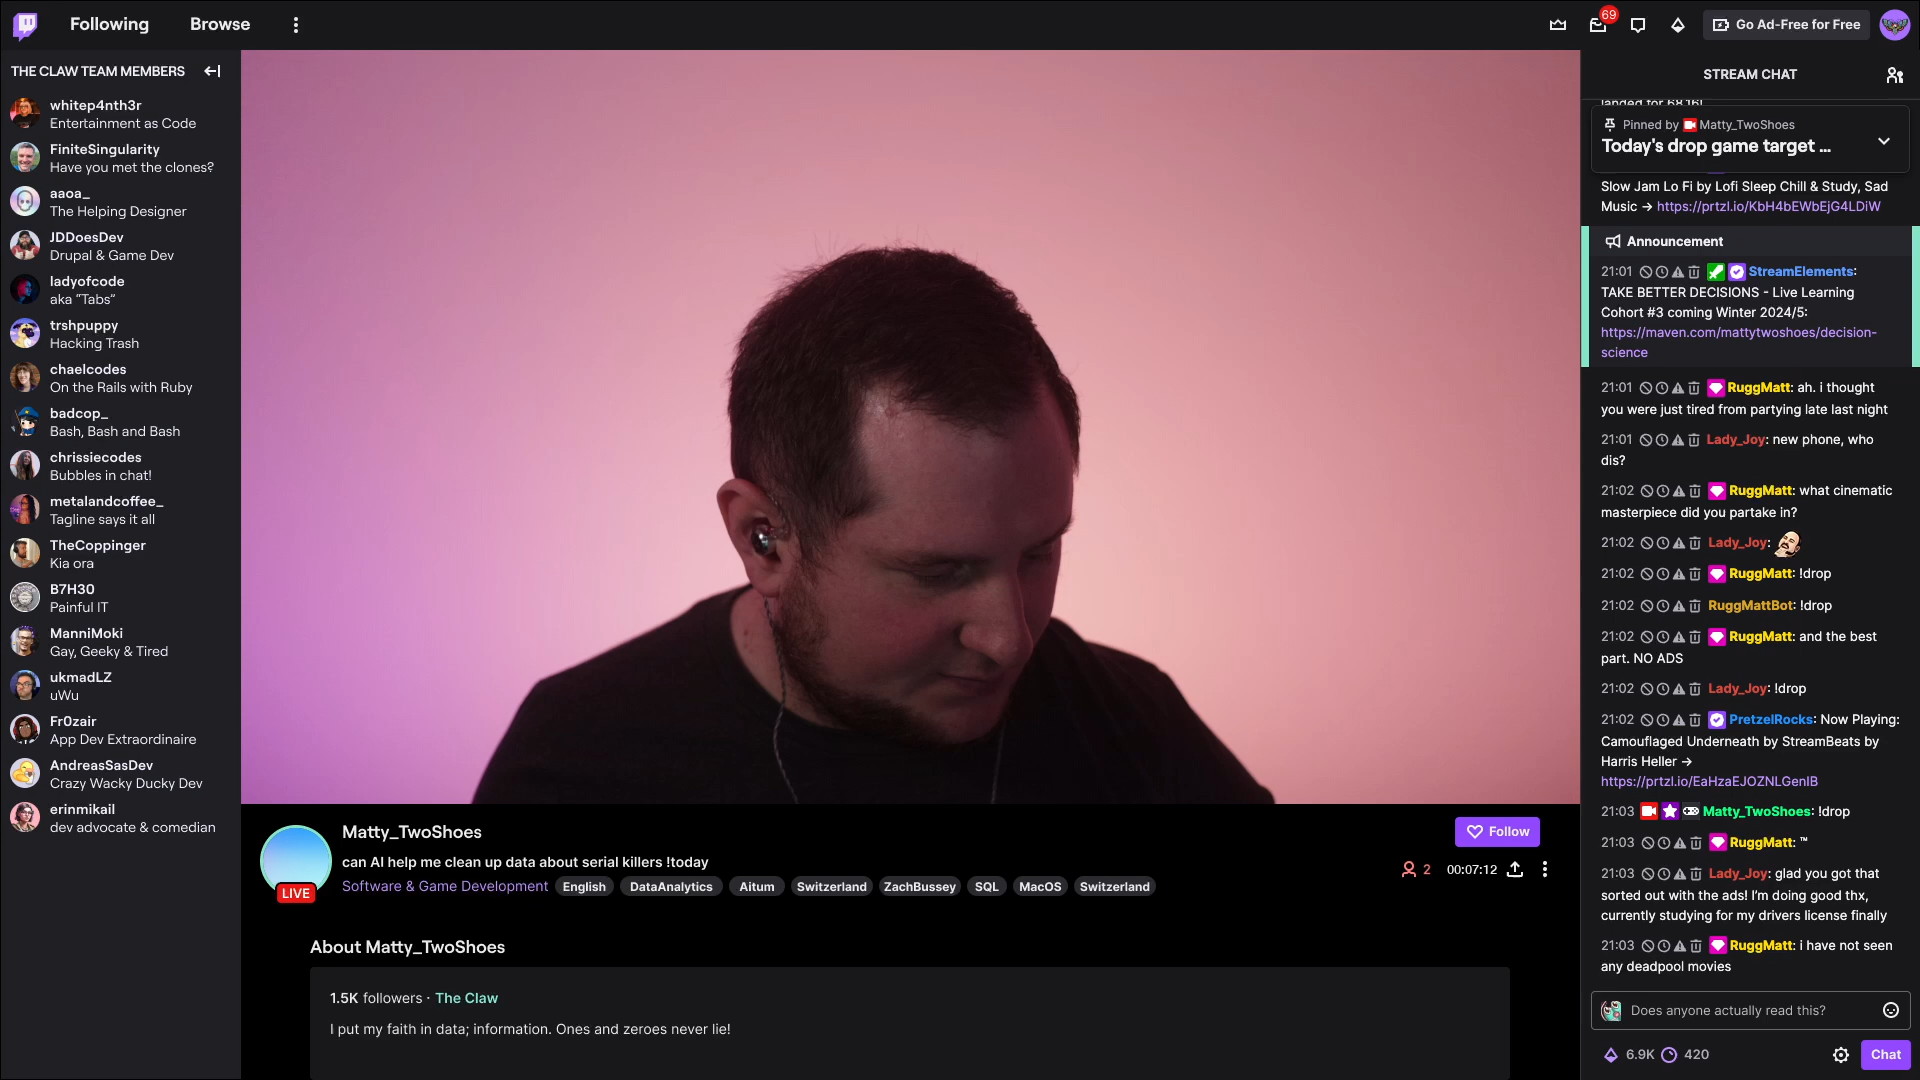 Following
Browse
69
Go Ad-Free for Free
THE CLAW TEAM MEMBERS
whitep4nth3r
Entertainment as Code
FiniteSingularity
Have you met the clones?
aaoa_
The Helping Designer
JDDoesDev
Drupal & Game Dev
ladyofcode
aka "Tabs"
trshpuppy
Hacking Trash
chaelcodes
On the Rails with Ruby
badcop_
Bash, Bash and Bash
chrissiecodes
Bubbles in chat!
metalandcoffee_
Tagline says it all
TheCoppinger
Kia ora
B7H30
Painful IT
ManniMoki
Gay, Geeky & Tired
ukmadLZ
uWu
Fr0zair
App Dev Extraordinaire
AndreasSasDev
Crazy Wacky Ducky Dev
erinmikail
dev advocate & comedian
LIVE
Matty_TwoShoes
can AI help me clean up data about serial killers !today
Software & Game Development English DataAnalytics Aitum Switzerland ZachBussey SQL MacOS Switzerland
Follow
2 00:07:12
About Matty_TwoShoes
1.5K followers · The Claw
I put my faith in data; information. Ones and zeroes never lie!
STREAM CHAT
landed for 68.16!
Pinned by Matty_TwoShoes
Today's drop game target ...
Slow Jam Lo Fi by Lofi Sleep Chill & Study, Sad
Music → https://prtzl.io/KbH4bEWbEjG4LDiW
Announcement
21:01 StreamElements:
TAKE BETTER DECISIONS - Live Learning
Cohort #3 coming Winter 2024/5:
https://maven.com/mattytwoshoes/decision-
science
21:01 RuggMatt: ah. i thought
you were just tired from partying late last night
21:01 Lady_Joy: new phone, who
dis?
21:02 RuggMatt: what cinematic
masterpiece did you partake in?
21:02 Lady_Joy:
21:02 RuggMatt: !drop
21:02 RuggMattBot: !drop
21:02 RuggMatt: and the best
part. NO ADS
21:02 Lady_Joy: !drop
21:02 PretzelRocks: Now Playing:
Camouflaged Underneath by StreamBeats by
Harris Heller →
https://prtzl.io/EaHzaEJOZNLGenlB
21:03 Matty_TwoShoes: !drop
21:03 RuggMatt: ™
21:03 Lady_Joy: glad you got that
sorted out with the ads! I'm doing good thx,
currently studying for my drivers license finally
21:03 RuggMatt: i have not seen
any deadpool movies
Does anyone actually read this?
6.9K 420
Chat